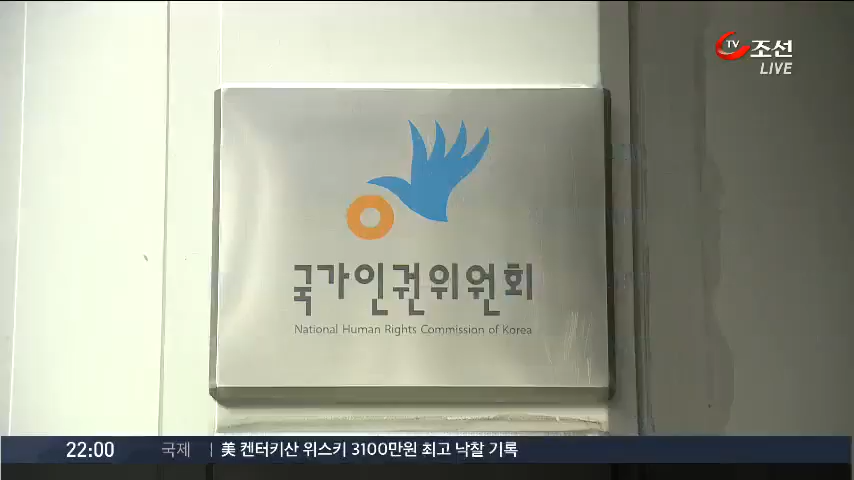 TV조선
LIVE
국가인권위원회
National Human Rights Commission of Korea
22:00 국제 | 美 켄터키산 위스키 3100만원 최고 낙찰 기록